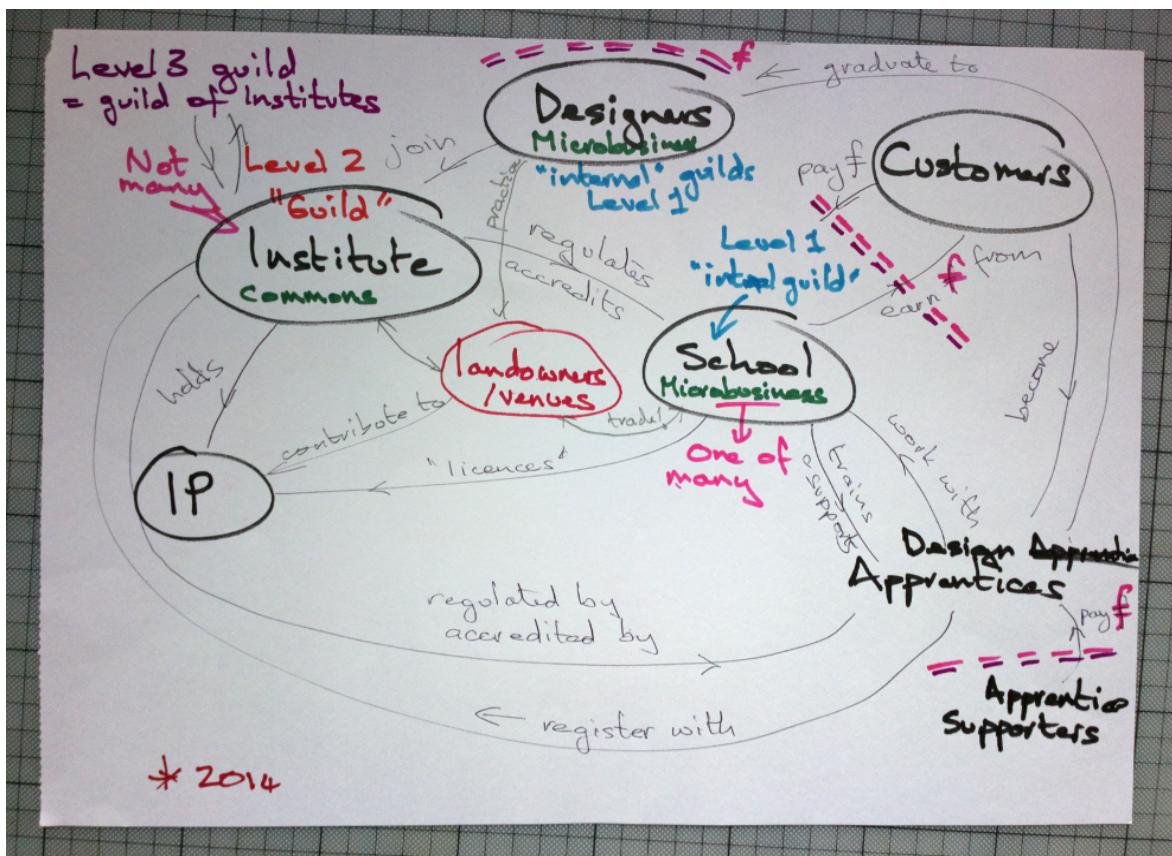 Level 3 guild
= guild of Institutes
Not
many
Level 2
"Guild"
Institute
commons
join
Designers
Microbusiness
"internal" guilds
Level 1
£
graduate to
Customers
pay £
practice
regulates
accredits
Level 1
"intnal guild"
earn £ from
become
holds
landowners
/venues
School
Microbusiness
trade!
contribute to
"licences"
One of
many
IP
trains
& supports
work with
Design Apprentice
Apprentices
regulated by
accredited by
pay £
Apprentice
Supporters
register with
* 2014